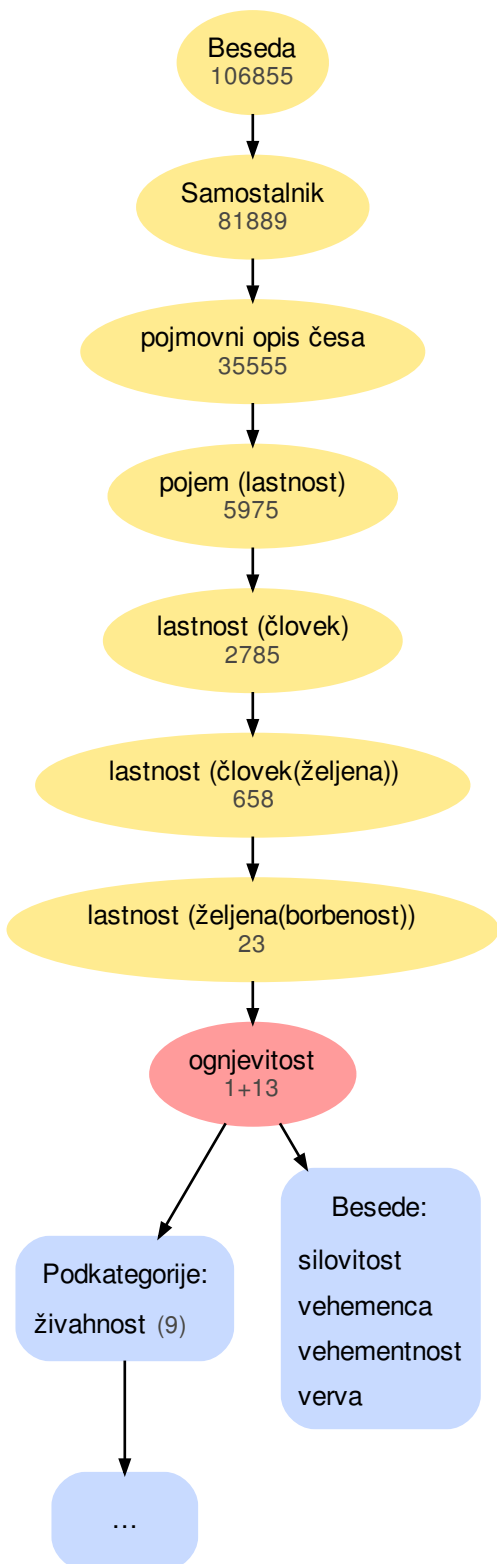 Beseda
106855
Samostalnik
81889
pojmovni opis česa
35555
pojem (lastnost)
5975
lastnost (človek)
2785
lastnost (človek(željena))
658
lastnost (željena(borbenost))
23
ognjevitost
1+13
Podkategorije:
živahnost (9)
...
Besede:
silovitost
vehemenca
vehementnost
verva